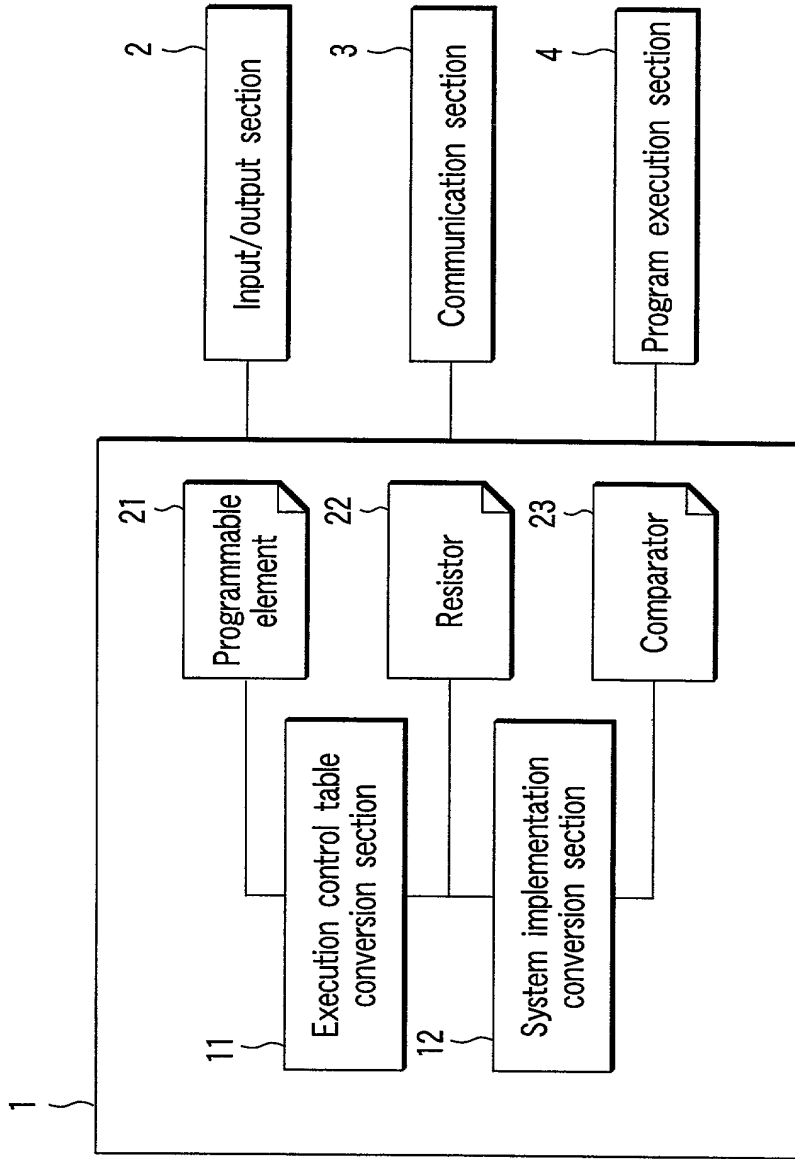 1
11
Execution control table
conversion section
12
System implementation
conversion section
21
Programmable
element
22
Resistor
23
Comparator
2
Input/output section
3
Communication section
4
Program execution section